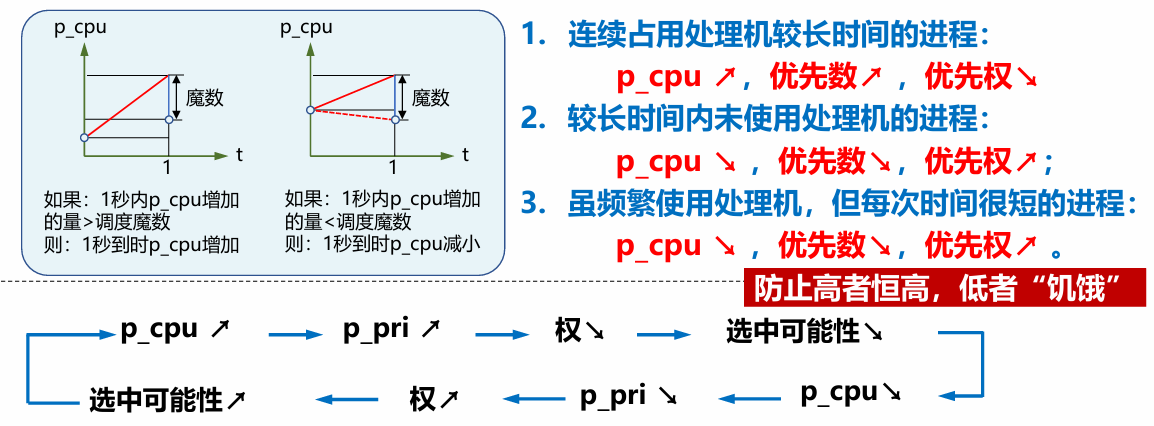 p_cpu
魔数
1
t
如果：1秒内p_cpu增加
的量>调度魔数
则：1秒到时p_cpu增加
p_cpu
魔数
1
t
如果：1秒内p_cpu增加
的量<调度魔数
则：1秒到时p_cpu减小
1. 连续占用处理机较长时间的进程：
p_cpu ↗，优先数↗ ，优先权↘
2. 较长时间内未使用处理机的进程：
p_cpu ↘ ，优先数↘，优先权↗；
3. 虽频繁使用处理机，但每次时间很短的进程：
p_cpu ↘ ，优先数↘，优先权↗ 。
防止高者恒高，低者“饥饿”
p_cpu ↗ p_pri ↗ 权↘ 选中可能性↘
选中可能性↗ 权↗ p_pri ↘ p_cpu↘